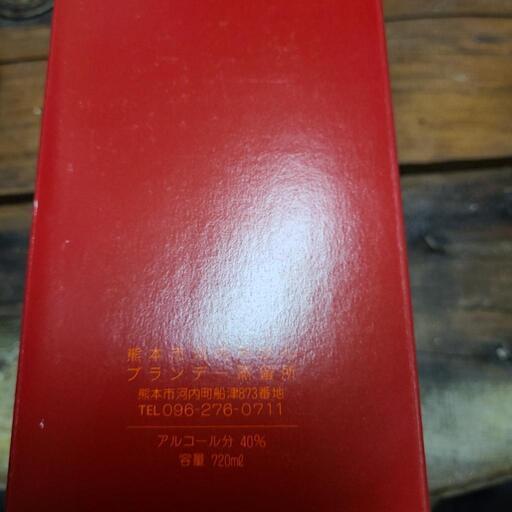 熊本市
ブランデー蒸留所
熊本市河内町船津873番地
TEL 096-276-0711
アルコール分 40%
容量 720mℓ